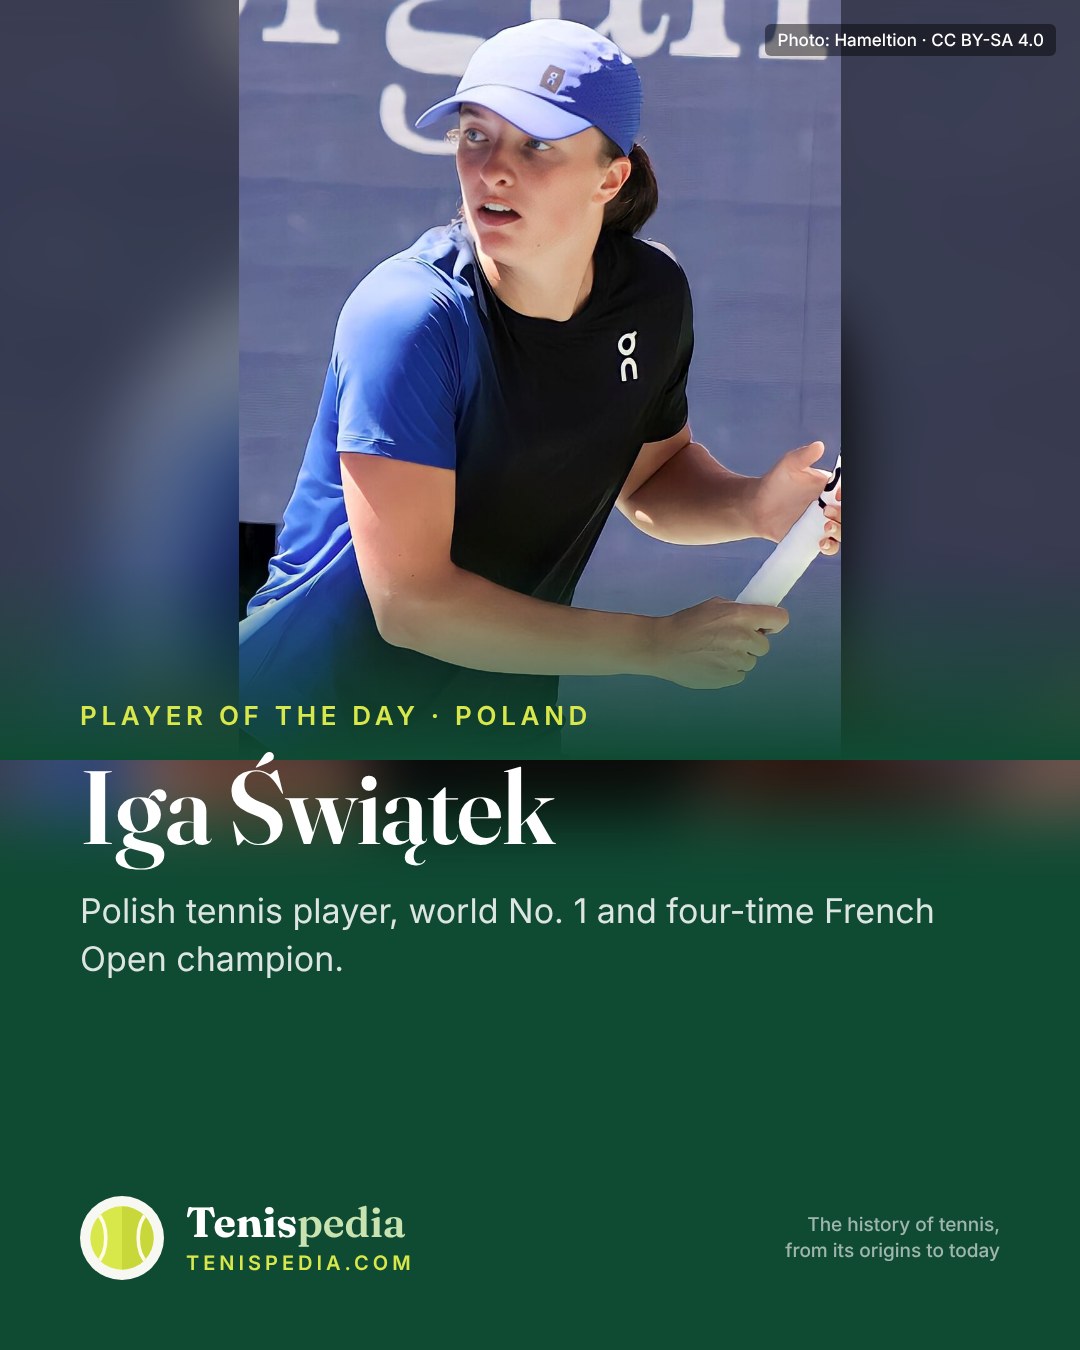 Photo: Hameltion · CC BY-SA 4.0
on
PLAYER OF THE DAY · POLAND
Iga Świątek
Polish tennis player, world No. 1 and four-time French
Open champion.
Tenispedia
TENISPEDIA.COM
The history of tennis,
from its origins to today